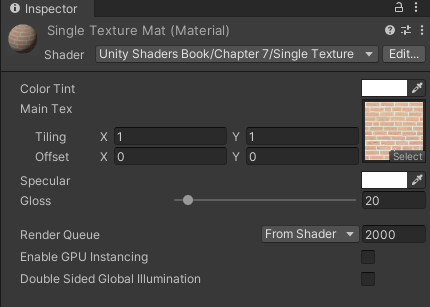 Inspector
Single Texture Mat (Material)
Shader Unity Shaders Book/Chapter 7/Single Texture Edit...
Color Tint
Main Tex
Tiling X 1 Y 1
Offset X 0 Y 0
Select
Specular
Gloss 20
Render Queue From Shader 2000
Enable GPU Instancing
Double Sided Global Illumination